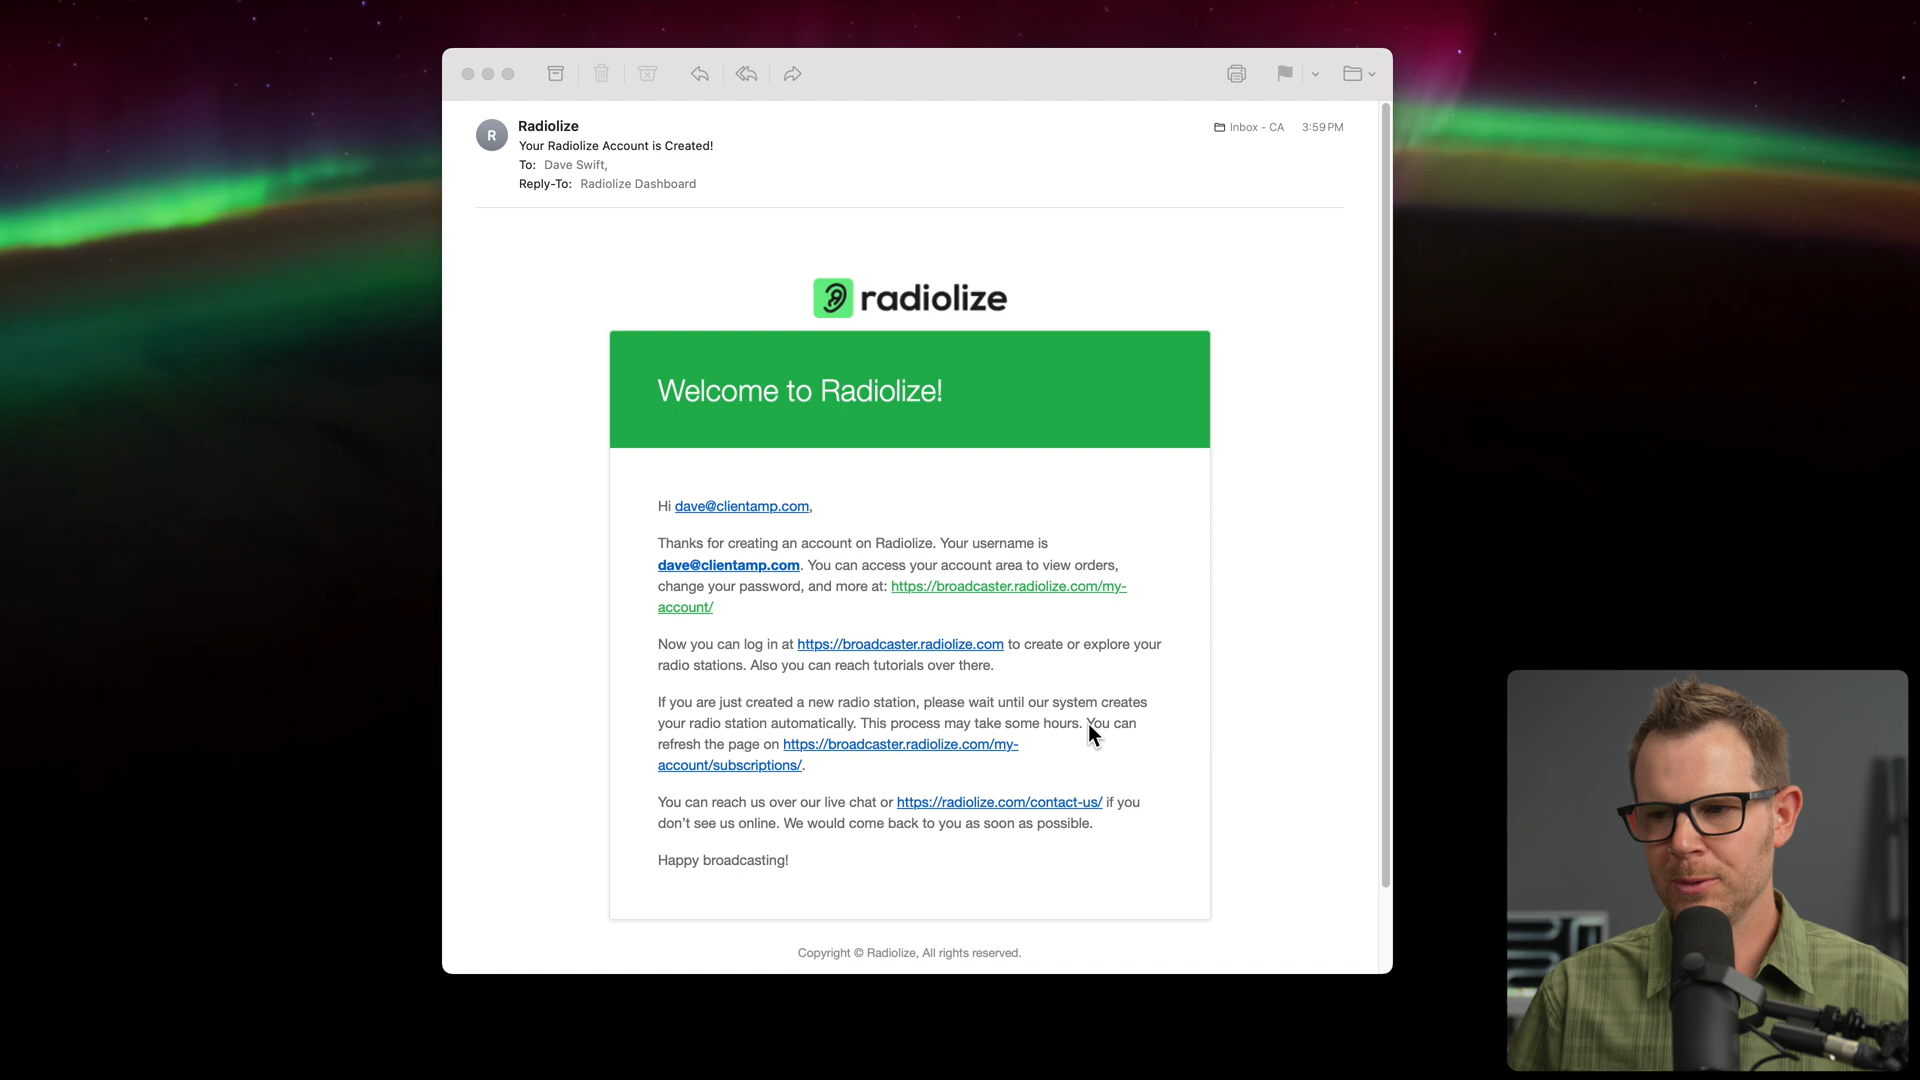 Radiolize
Inbox - CA 3:59 PM
R
Your Radiolize Account is Created!
To: Dave Swift,
Reply-To: Radiolize Dashboard
radiolize
Welcome to Radiolize!
Hi dave@clientamp.com,
Thanks for creating an account on Radiolize. Your username is
dave@clientamp.com. You can access your account area to view orders,
change your password, and more at: https://broadcaster.radiolize.com/my-
account/
Now you can log in at https://broadcaster.radiolize.com to create or explore your
radio stations. Also you can reach tutorials over there.
If you are just created a new radio station, please wait until our system creates
your radio station automatically. This process may take some hours. You can
refresh the page on https://broadcaster.radiolize.com/my-
account/subscriptions/.
You can reach us over our live chat or https://radiolize.com/contact-us/ if you
don't see us online. We would come back to you as soon as possible.
Happy broadcasting!
Copyright © Radiolize, All rights reserved.